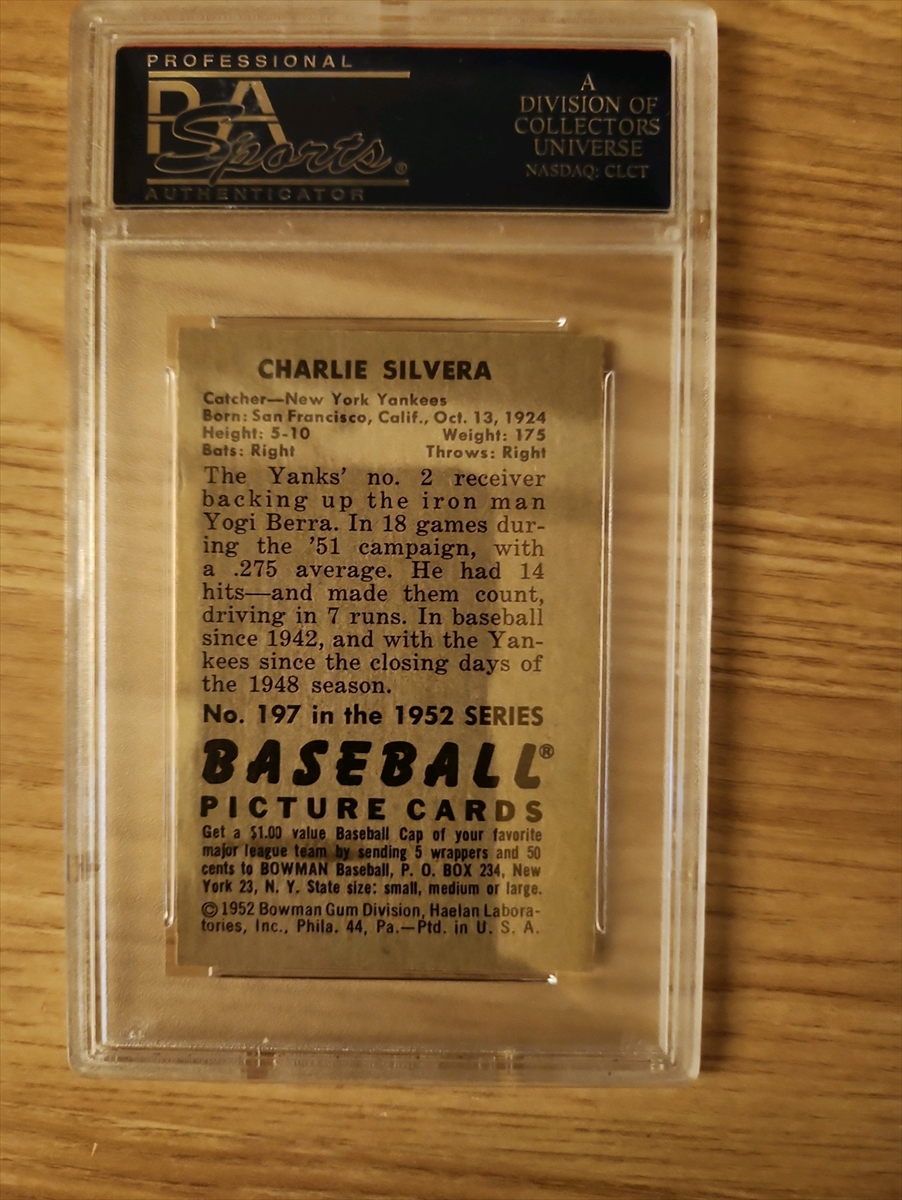 PROFESSIONAL
PSA
Sports®
AUTHENTICATOR
A
DIVISION OF
COLLECTORS
UNIVERSE
NASDAQ: CLCT
CHARLIE SILVERA
Catcher—New York Yankees
Born: San Francisco, Calif., Oct. 13, 1924
Height: 5-10 Weight: 175
Bats: Right Throws: Right
The Yanks' no. 2 receiver
backing up the iron man
Yogi Berra. In 18 games dur-
ing the '51 campaign, with
a .275 average. He had 14
hits—and made them count,
driving in 7 runs. In baseball
since 1942, and with the Yan-
kees since the closing days of
the 1948 season.
No. 197 in the 1952 SERIES
BASEBALL®
PICTURE CARDS
Get a $1.00 value Baseball Cap of your favorite
major league team by sending 5 wrappers and 50
cents to BOWMAN Baseball, P. O. BOX 234, New
York 23, N. Y. State size: small, medium or large.
©1952 Bowman Gum Division, Haelan Labora-
tories, Inc., Phila. 44, Pa.—Ptd. in U. S. A.